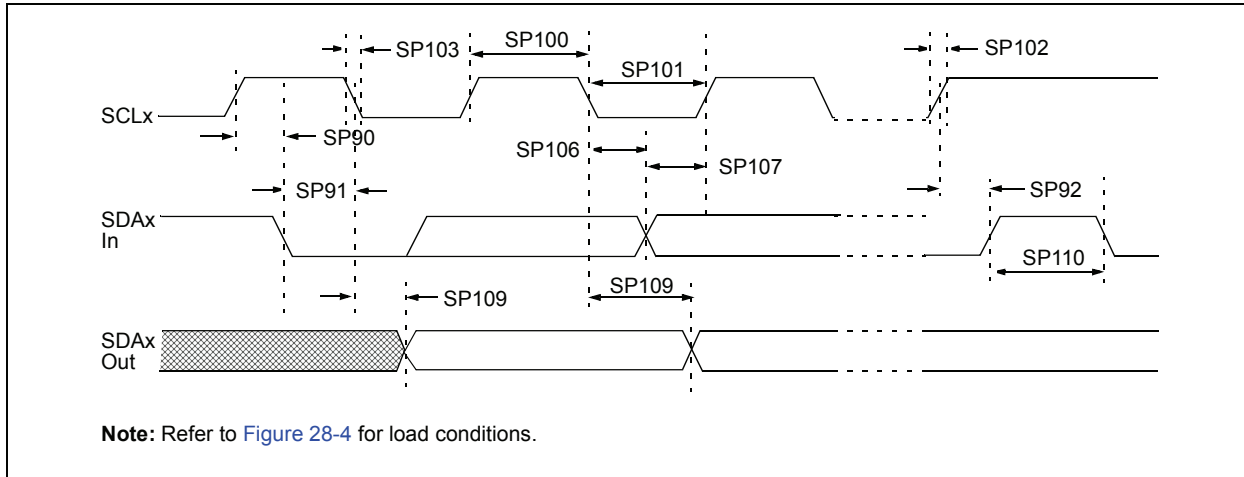 SP103
SP100
SP101
SP102
SCLx
SP90
SP106
SP107
SP91
SP92
SDAx
In
SP110
SP109
SP109
SDAx
Out
Note: Refer to Figure 28-4 for load conditions.